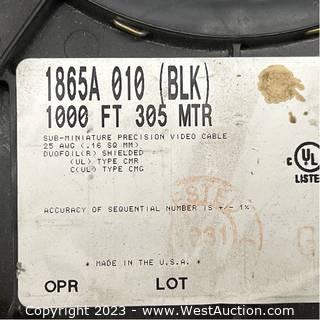 1865A 010 (BLK)
1000 FT 305 MTR
SUB-MINIATURE PRECISION VIDEO CABLE
25 AWG (.16 SQ MM)
DUOFOIL(R) SHIELDED
(UL) TYPE CMR
C(UL) TYPE CMG
C UL
LISTE
ACCURACY OF SEQUENTIAL NUMBER IS +/- 1%
* MADE IN THE U.S.A. *
OPR LOT
Copyright 2023 - www.WestAuction.com